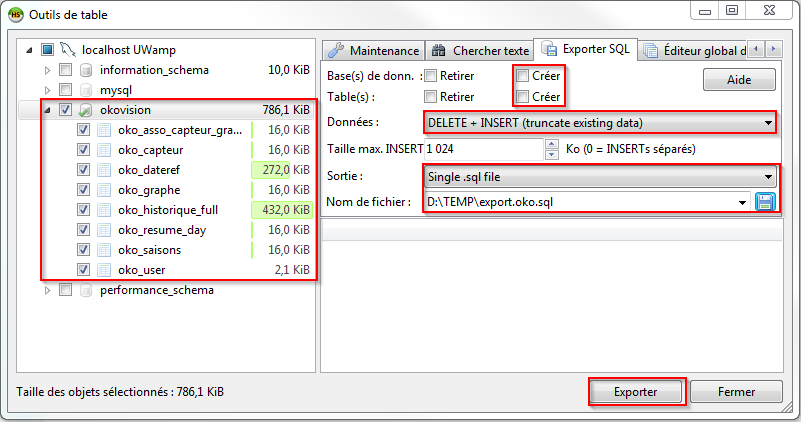 Outils de table
localhost UWamp
information_schema 10,0 KiB
mysql
okovision 786,1 KiB
oko_asso_capteur_gra... 16,0 KiB
oko_capteur 16,0 KiB
oko_dateref 272,0 KiB
oko_graphe 16,0 KiB
oko_historique_full 432,0 KiB
oko_resume_day 16,0 KiB
oko_saisons 16,0 KiB
oko_user 2,1 KiB
performance_schema
Maintenance Chercher texte Exporter SQL Éditeur global d
Base(s) de donn. : Retirer Créer Aide
Table(s) : Retirer Créer
Données : DELETE + INSERT (truncate existing data)
Taille max. INSERT 1 024 Ko (0 = INSERTs séparés)
Sortie : Single .sql file
Nom de fichier : D:\TEMP\export.oko.sql
Taille des objets sélectionnés : 786,1 KiB
Exporter Fermer